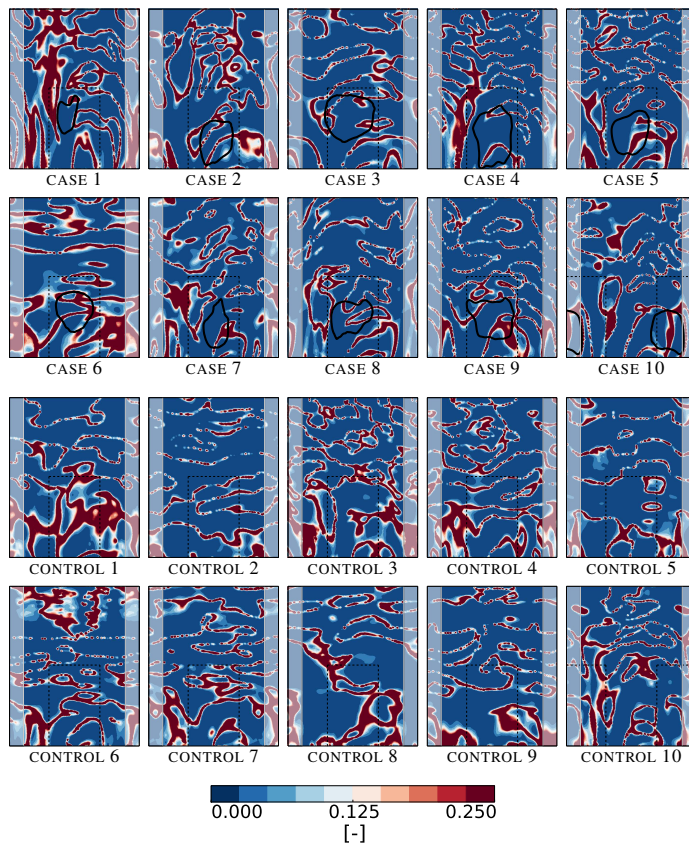 CASE 1 CASE 2 CASE 3 CASE 4 CASE 5
CASE 6 CASE 7 CASE 8 CASE 9 CASE 10
CONTROL 1 CONTROL 2 CONTROL 3 CONTROL 4 CONTROL 5
CONTROL 6 CONTROL 7 CONTROL 8 CONTROL 9 CONTROL 10
0.000 0.125 0.250
[-]